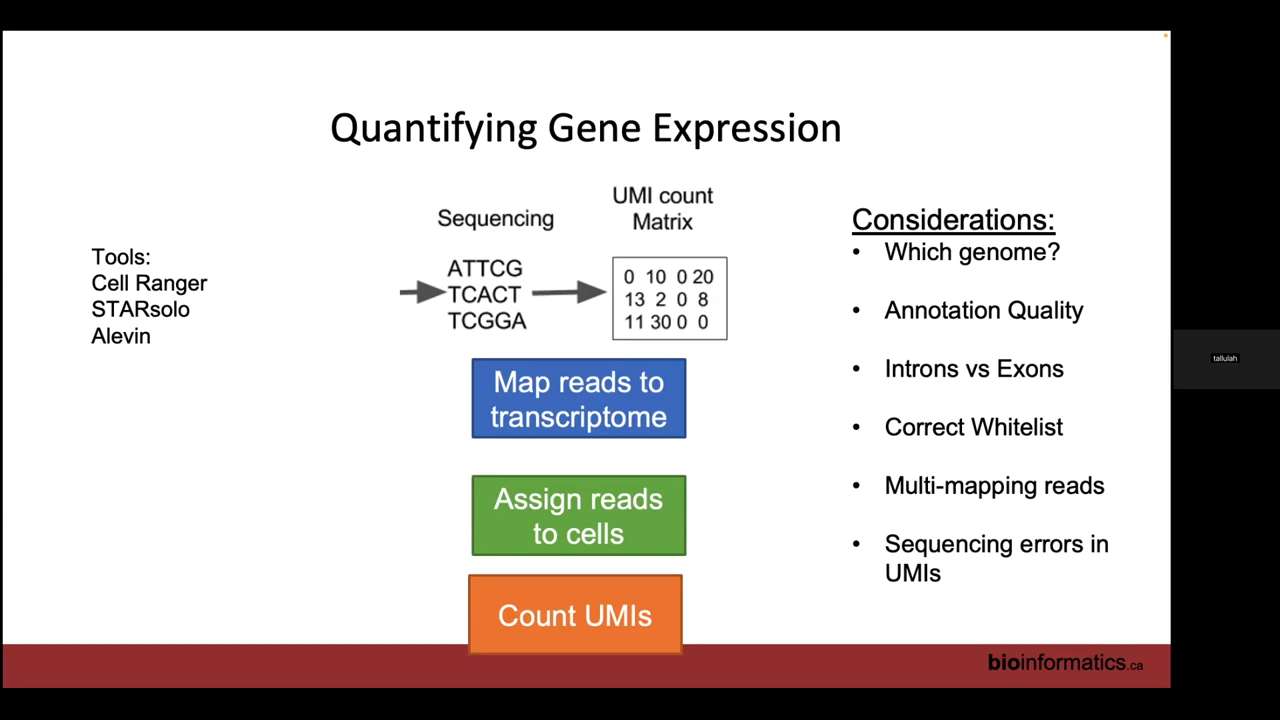 Quantifying Gene Expression
Tools:
Cell Ranger
STARsolo
Alevin
Sequencing
ATTCG
TCACT
TCGGA
UMI count
Matrix
0 10 0 20
13 2 0 8
11 30 0 0
Map reads to
transcriptome
Assign reads
to cells
Count UMIs
Considerations:
• Which genome?
• Annotation Quality
• Introns vs Exons
• Correct Whitelist
• Multi-mapping reads
• Sequencing errors in
UMIs
bioinformatics.ca
tallulah